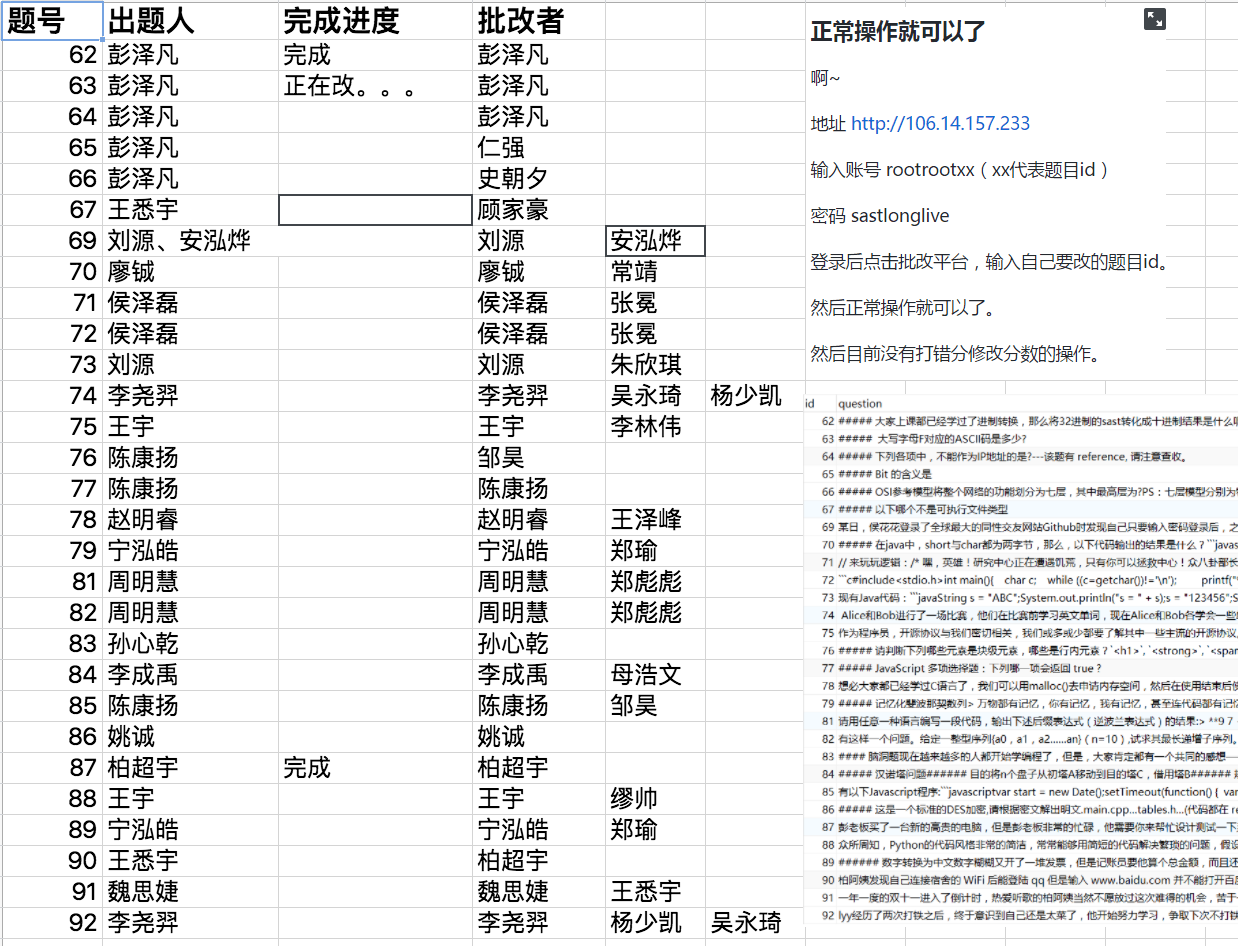 题号 出题人 完成进度 批改者
62 彭泽凡 完成 彭泽凡
63 彭泽凡 正在改。。。 彭泽凡
64 彭泽凡 彭泽凡
65 彭泽凡 仁强
66 彭泽凡 史朝夕
67 王悉宇 顾家豪
69 刘源、安泓烨 刘源 安泓烨
70 廖铖 廖铖 常靖
71 侯泽磊 侯泽磊 张冕
72 侯泽磊 侯泽磊 张冕
73 刘源 刘源 朱欣琪
74 李尧羿 李尧羿 吴永琦 杨少凯
75 王宇 王宇 李林伟
76 陈康扬 邹昊
77 陈康扬 陈康扬
78 赵明睿 赵明睿 王泽峰
79 宁泓皓 宁泓皓 郑瑜
81 周明慧 周明慧 郑彪彪
82 周明慧 周明慧 郑彪彪
83 孙心乾 孙心乾
84 李成禹 李成禹 母浩文
85 陈康扬 陈康扬 邹昊
86 姚诚 姚诚
87 柏超宇 完成 柏超宇
88 王宇 王宇 缪帅
89 宁泓皓 宁泓皓 郑瑜
90 王悉宇 柏超宇
91 魏思婕 魏思婕 王悉宇
92 李尧羿 李尧羿 杨少凯 吴永琦
正常操作就可以了
啊~
地址 http://106.14.157.233
输入账号 rootrootxx（xx代表题目id）
密码 sastlonglive
登录后点击批改平台，输入自己要改的题目id。
然后正常操作就可以了。
然后目前没有打错分修改分数的操作。
id question
62 ##### 大家上课都已经学过了进制转换，那么将32进制的sast转化成十进制结果是什么
63 ##### 大写字母F对应的ASCII码是多少?
64 ##### 下列各项中，不能作为IP地址的是?---该题有 reference, 请注意查收。
65 ##### Bit 的含义是
66 ##### OSI参考模型将整个网络的功能划分为七层，其中最高层为?PS：七层模型分别为
67 ##### 以下哪个不是可执行文件类型
69 某日，侯花花登录了全球最大的同性交友网站Github时发现自己只要输入密码登录后，之
70 ##### 在java中，short与char都为两字节，那么，以下代码输出的结果是什么？```javas
71 // 来玩玩逻辑：/* 嘿，英雄！研究中心正在遭遇饥荒，只有你可以拯救中心！众八卦部长
72 ```c#include<stdio.h>int main(){ char c; while ((c=getchar())!='\n'); printf("
73 现有Java代码：```javaString s = "ABC";System.out.println("s = " + s);s = "123456";S
74 Alice和Bob进行了一场比赛，他们在比赛前学习英文单词，现在Alice和Bob各学会一些
75 作为程序员，开源协议与我们密切相关，我们或多或少都要了解其中一些主流的开源协议
76 ##### 请判断下列哪些元素是块级元素，哪些是行内元素？`<h1>`,`<strong>`,`<span
77 ##### JavaScript 多项选择题：下列哪一项会返回 true？
78 想必大家都已经学过C语言了，我们可以用malloc()去申请内存空间，然后在使用结束后
79 ##### 记忆化斐波那契数列> 万物都有记忆，你有记忆，我有记忆，甚至连代码都有记忆
81 请用任意一种语言编写一段代码，输出下述后缀表达式（逆波兰表达式）的结果:> **9 7 -
82 有这样一个问题。给定一整型序列{a0，a1，a2......an}（n=10）,试求其最长递增子序列。
83 #### 脑洞题现在越来越多的人都开始学编程了，但是，大家肯定都有一个共同的感想
84 ##### 汉诺塔问题###### 目的将n个盘子从初塔A移动到目的塔C，借用塔B######
85 有以下Javascript程序:```javascriptvar start = new Date();setTimeout(function() { var
86 ##### 这是一个标准的DES加密,请根据密文解出明文.main.cpp...tables.h...(代码都在 re
87 彭老板买了一台新的高贵的电脑，但是彭老板非常的忙碌，他需要你来帮忙设计测试一下
88 众所周知，Python的代码风格非常的简洁，常常能够用简短的代码解决繁琐的问题，假设
89 ###### 数字转换为中文数字糊糊又开了一堆发票，但是记账员要他算个总金额，而且还
90 柏阿姨发现自己连接宿舍的 WiFi 后能登陆 qq 但是输入 www.baidu.com 并不能打开百
91 一年一度的双十一进入了倒计时，热爱听歌的柏阿姨当然不愿放过这次难得的机会，苦于
92 lyy经历了两次打铁之后，终于意识到自己还是太菜了，他开始努力学习，争取下次不打铁